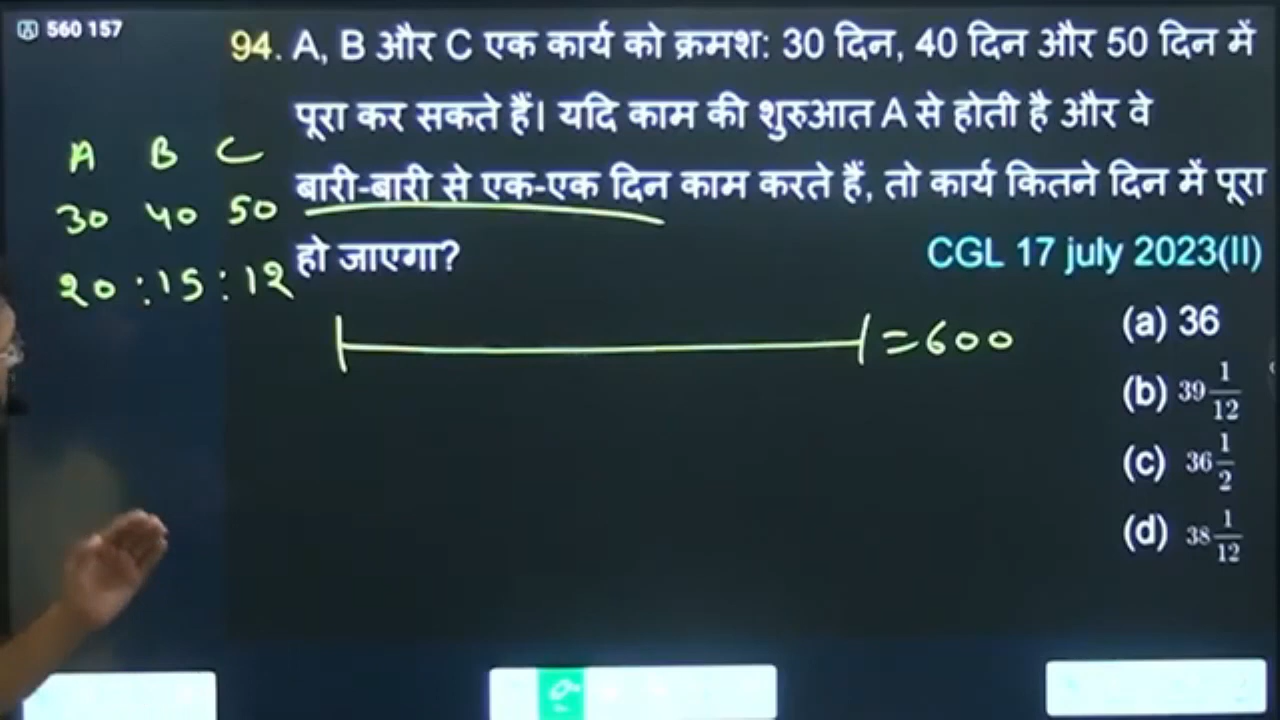 560 157
94. A, B और C एक कार्य को क्रमश: 30 दिन, 40 दिन और 50 दिन में
पूरा कर सकते हैं। यदि काम की शुरुआत A से होती है और वे
बारी-बारी से एक-एक दिन काम करते हैं, तो कार्य कितने दिन में पूरा
हो जाएगा?
CGL 17 july 2023(II)
A B C
30 40 50
20 : 15 : 12
= 600
(a) 36
(b) 39 1/12
(c) 36 1/2
(d) 38 1/12